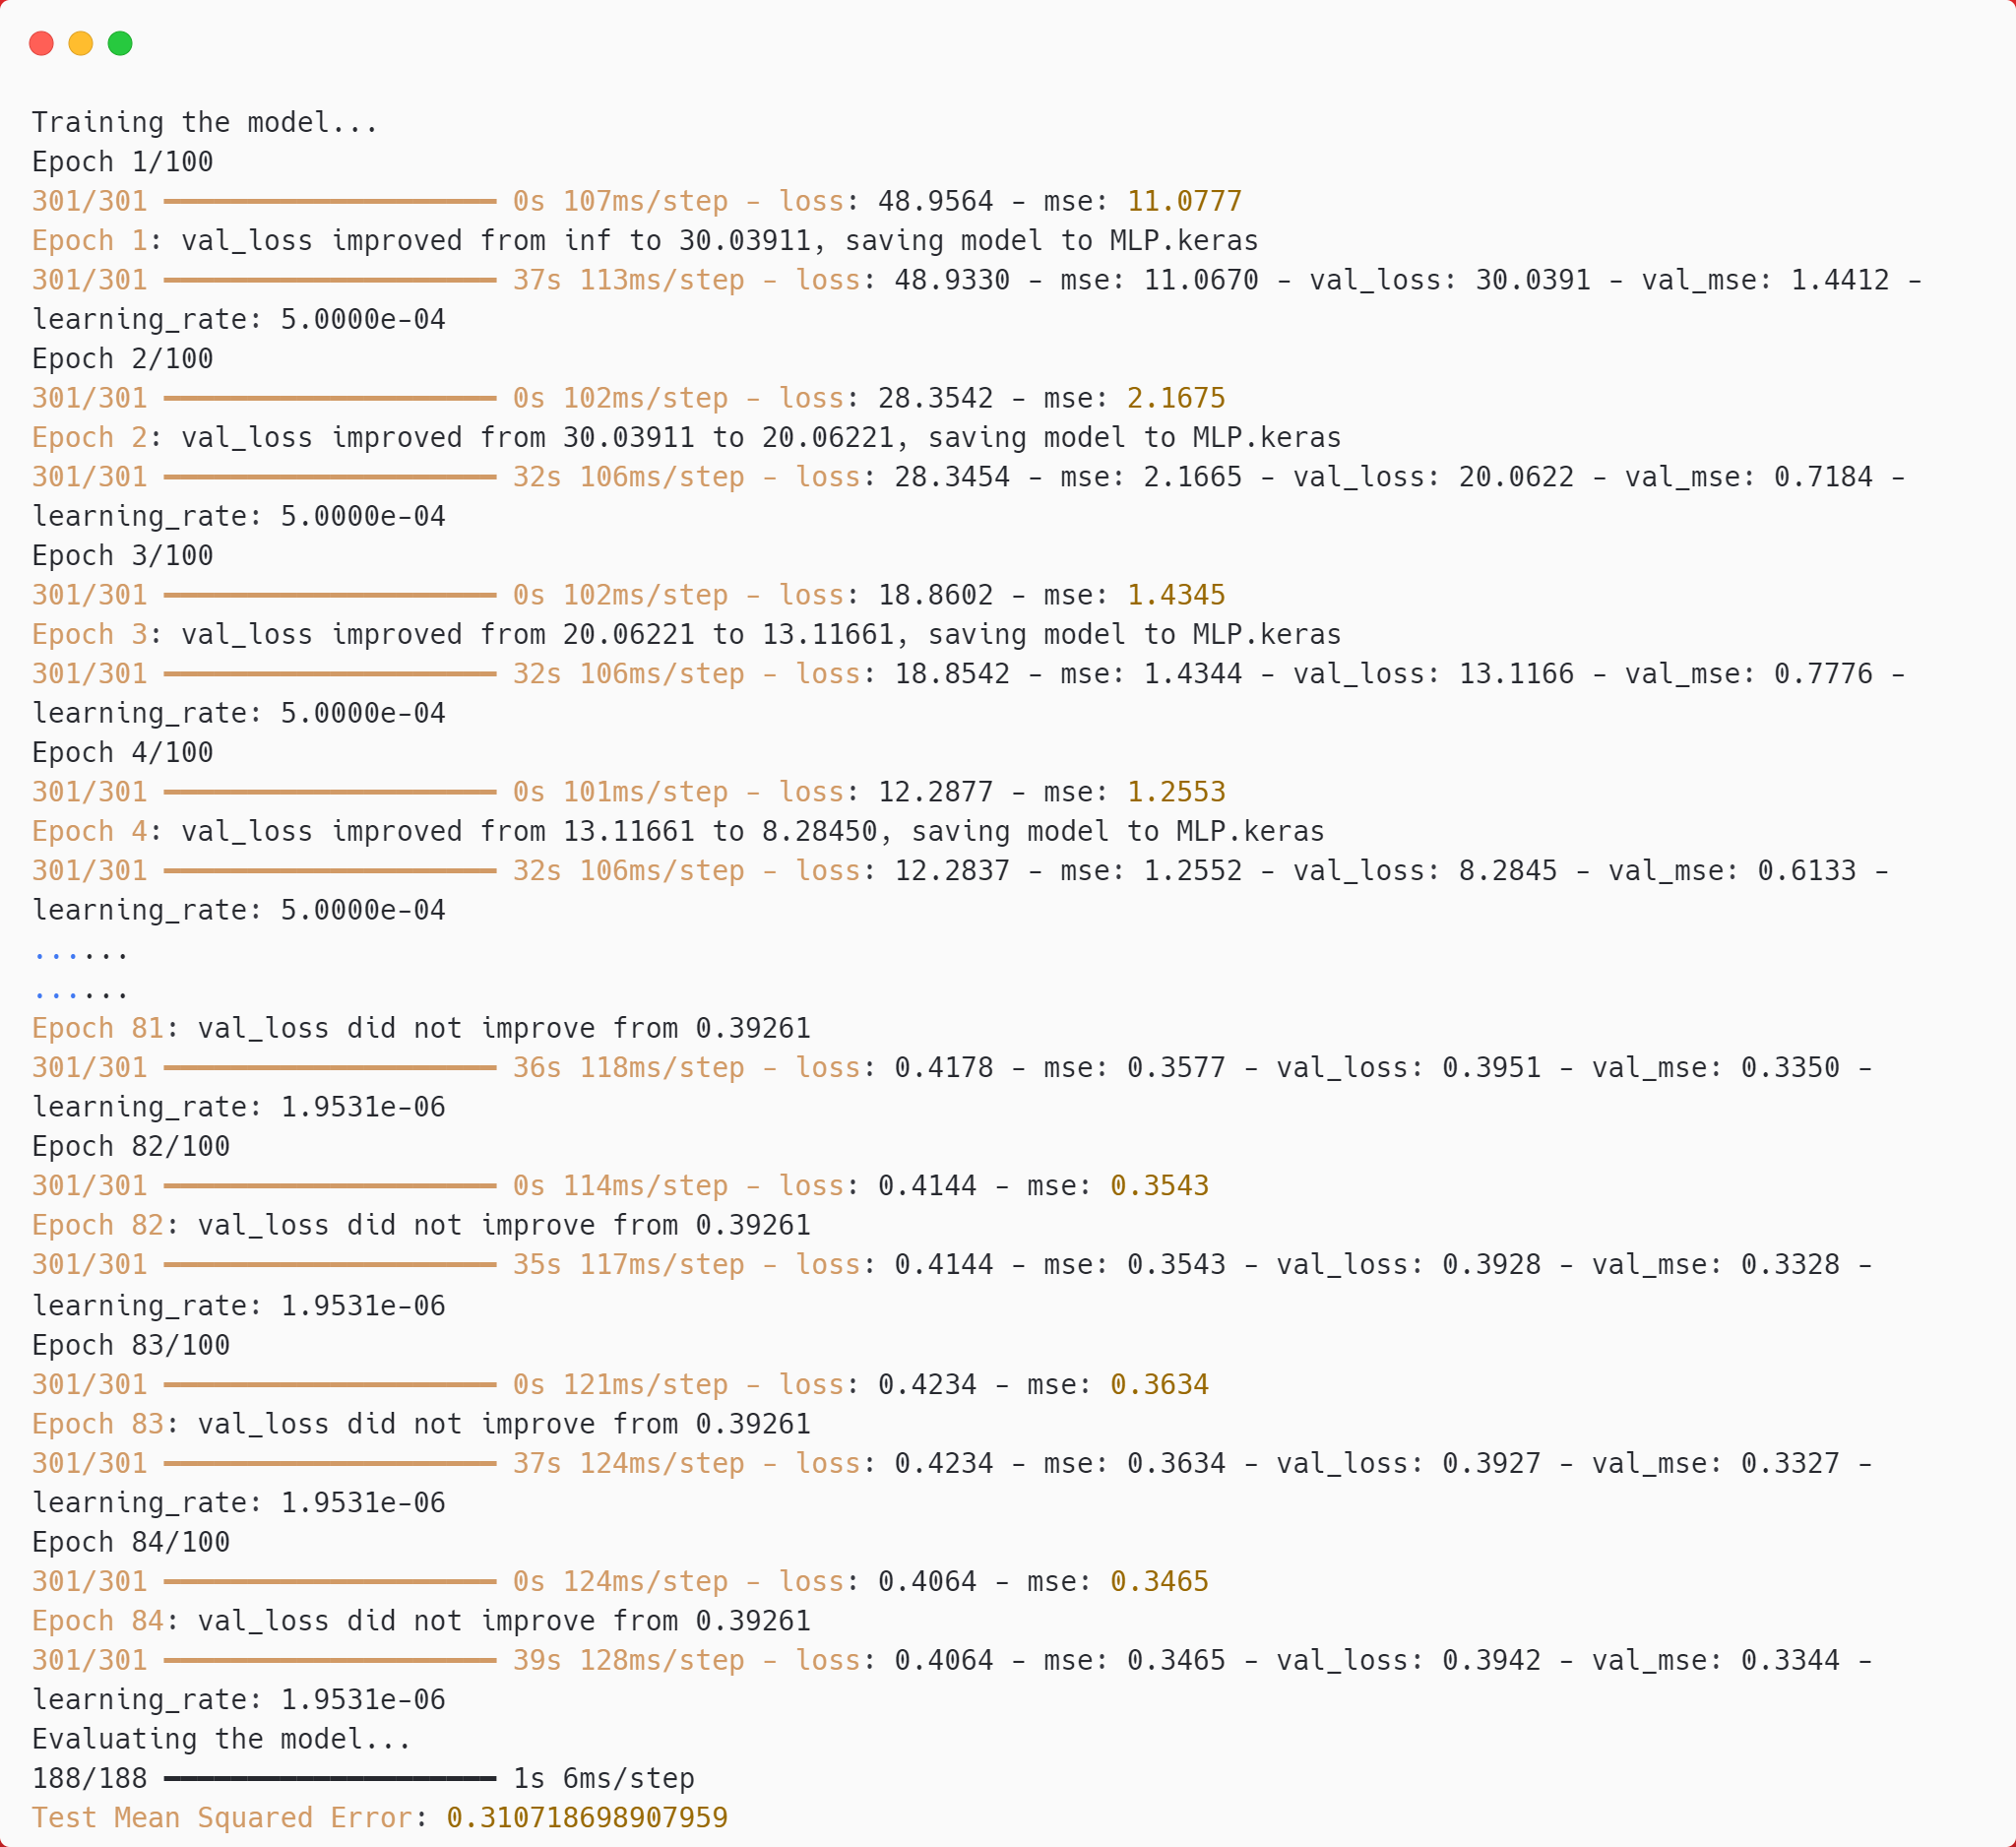 Training the model...
Epoch 1/100
301/301 ━━━━━━━━━━━━━━━━━━━━ 0s 107ms/step - loss: 48.9564 - mse: 11.0777
Epoch 1: val_loss improved from inf to 30.03911, saving model to MLP.keras
301/301 ━━━━━━━━━━━━━━━━━━━━ 37s 113ms/step - loss: 48.9330 - mse: 11.0670 - val_loss: 30.0391 - val_mse: 1.4412 -
learning_rate: 5.0000e-04
Epoch 2/100
301/301 ━━━━━━━━━━━━━━━━━━━━ 0s 102ms/step - loss: 28.3542 - mse: 2.1675
Epoch 2: val_loss improved from 30.03911 to 20.06221, saving model to MLP.keras
301/301 ━━━━━━━━━━━━━━━━━━━━ 32s 106ms/step - loss: 28.3454 - mse: 2.1665 - val_loss: 20.0622 - val_mse: 0.7184 -
learning_rate: 5.0000e-04
Epoch 3/100
301/301 ━━━━━━━━━━━━━━━━━━━━ 0s 102ms/step - loss: 18.8602 - mse: 1.4345
Epoch 3: val_loss improved from 20.06221 to 13.11661, saving model to MLP.keras
301/301 ━━━━━━━━━━━━━━━━━━━━ 32s 106ms/step - loss: 18.8542 - mse: 1.4344 - val_loss: 13.1166 - val_mse: 0.7776 -
learning_rate: 5.0000e-04
Epoch 4/100
301/301 ━━━━━━━━━━━━━━━━━━━━ 0s 101ms/step - loss: 12.2877 - mse: 1.2553
Epoch 4: val_loss improved from 13.11661 to 8.28450, saving model to MLP.keras
301/301 ━━━━━━━━━━━━━━━━━━━━ 32s 106ms/step - loss: 12.2837 - mse: 1.2552 - val_loss: 8.2845 - val_mse: 0.6133 -
learning_rate: 5.0000e-04
......
......
Epoch 81: val_loss did not improve from 0.39261
301/301 ━━━━━━━━━━━━━━━━━━━━ 36s 118ms/step - loss: 0.4178 - mse: 0.3577 - val_loss: 0.3951 - val_mse: 0.3350 -
learning_rate: 1.9531e-06
Epoch 82/100
301/301 ━━━━━━━━━━━━━━━━━━━━ 0s 114ms/step - loss: 0.4144 - mse: 0.3543
Epoch 82: val_loss did not improve from 0.39261
301/301 ━━━━━━━━━━━━━━━━━━━━ 35s 117ms/step - loss: 0.4144 - mse: 0.3543 - val_loss: 0.3928 - val_mse: 0.3328 -
learning_rate: 1.9531e-06
Epoch 83/100
301/301 ━━━━━━━━━━━━━━━━━━━━ 0s 121ms/step - loss: 0.4234 - mse: 0.3634
Epoch 83: val_loss did not improve from 0.39261
301/301 ━━━━━━━━━━━━━━━━━━━━ 37s 124ms/step - loss: 0.4234 - mse: 0.3634 - val_loss: 0.3927 - val_mse: 0.3327 -
learning_rate: 1.9531e-06
Epoch 84/100
301/301 ━━━━━━━━━━━━━━━━━━━━ 0s 124ms/step - loss: 0.4064 - mse: 0.3465
Epoch 84: val_loss did not improve from 0.39261
301/301 ━━━━━━━━━━━━━━━━━━━━ 39s 128ms/step - loss: 0.4064 - mse: 0.3465 - val_loss: 0.3942 - val_mse: 0.3344 -
learning_rate: 1.9531e-06
Evaluating the model...
188/188 ━━━━━━━━━━━━━━━━━━━━ 1s 6ms/step
Test Mean Squared Error: 0.310718698907959